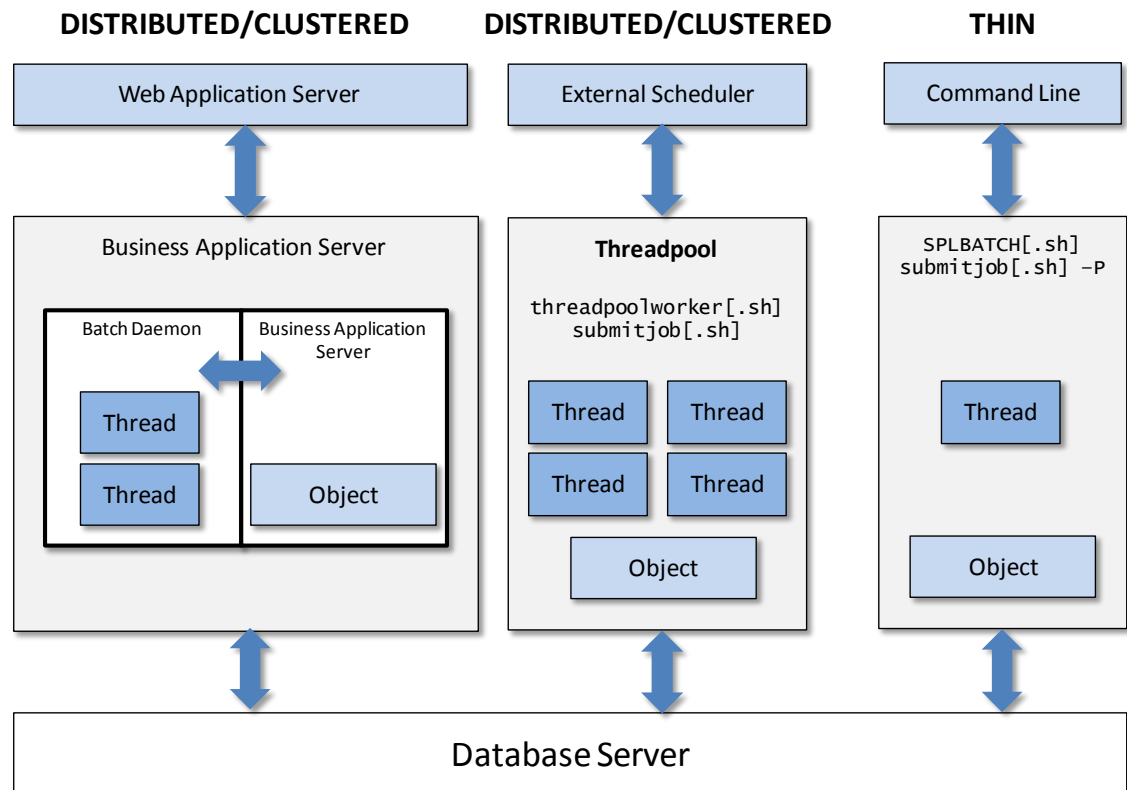 DISTRIBUTED/CLUSTERED
DISTRIBUTED/CLUSTERED
THIN
Web Application Server
External Scheduler
Command Line
Business Application Server
Batch Daemon
Business Application
Server
Thread
Thread
Object
Threadpool
threadpoolworker[.sh]
submitjob[.sh]
Thread
Thread
Thread
Thread
Object
SPLBATCH[.sh]
submitjob[.sh] –P
Thread
Object
Database Server